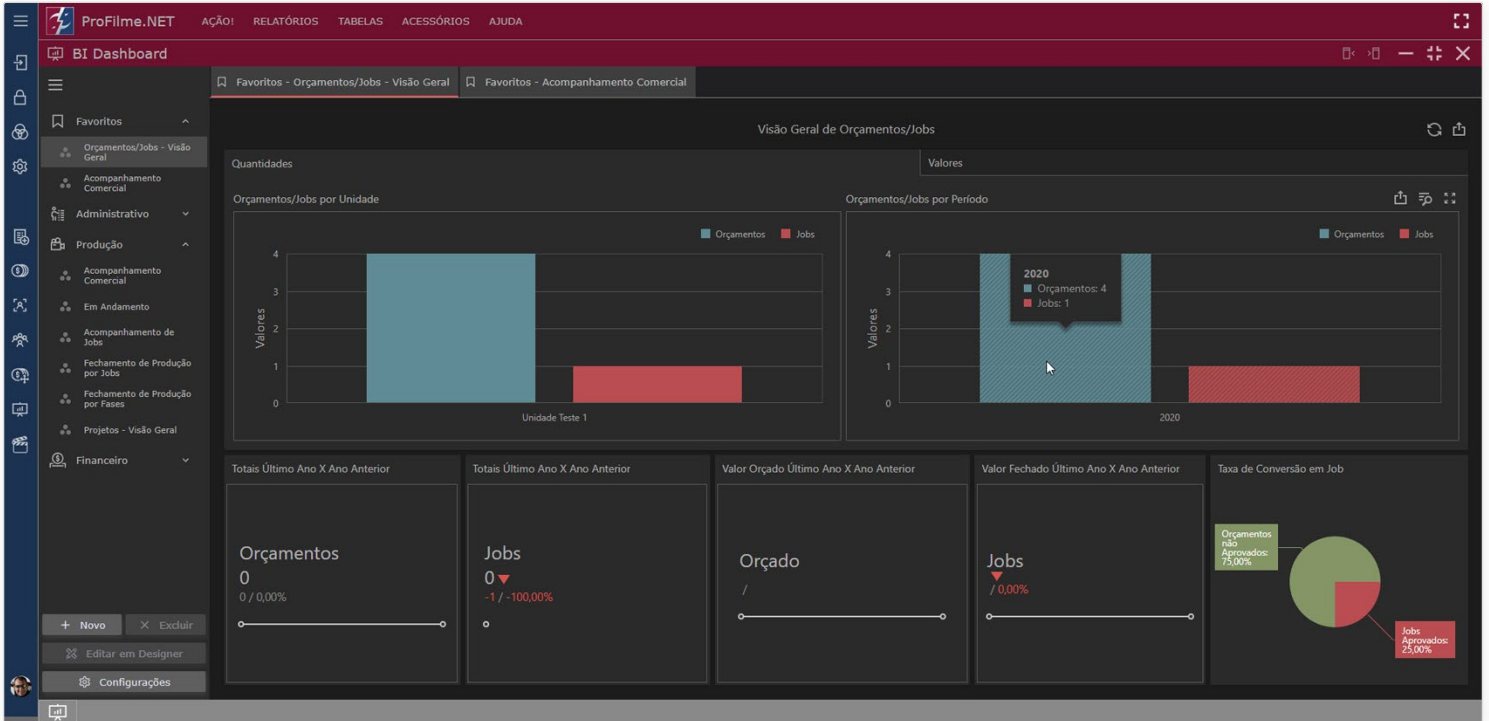 ProFilme.NET AÇÃO! RELATÓRIOS TABELAS ACESSÓRIOS AJUDA
BI Dashboard
Favoritos - Orçamentos/Jobs - Visão Geral
Favoritos - Acompanhamento Comercial
Favoritos
Orçamentos/Jobs - Visão
Geral
Acompanhamento
Comercial
Administrativo
Produção
Acompanhamento
Comercial
Em Andamento
Acompanhamento de
Jobs
Fechamento de Produção
por Jobs
Fechamento de Produção
por Fases
Projetos - Visão Geral
Financeiro
+ Novo
Excluir
Editar em Designer
Configurações
Visão Geral de Orçamentos/Jobs
Quantidades
Valores
Orçamentos/Jobs por Unidade
Orçamentos Jobs
Valores
4
3
2
1
0
Unidade Teste 1
Orçamentos/Jobs por Período
Orçamentos Jobs
Valores
4
3
2
1
0
2020
Orçamentos: 4
Jobs: 1
2020
Totais Último Ano X Ano Anterior
Orçamentos
0
0 / 0,00%
Totais Último Ano X Ano Anterior
Jobs
0
-1 / -100,00%
Valor Orçado Último Ano X Ano Anterior
Orçado
/
Valor Fechado Último Ano X Ano Anterior
Jobs
/ 0,00%
Taxa de Conversão em Job
Orçamentos
não
Aprovados:
75,00%
Jobs
Aprovados:
25,00%